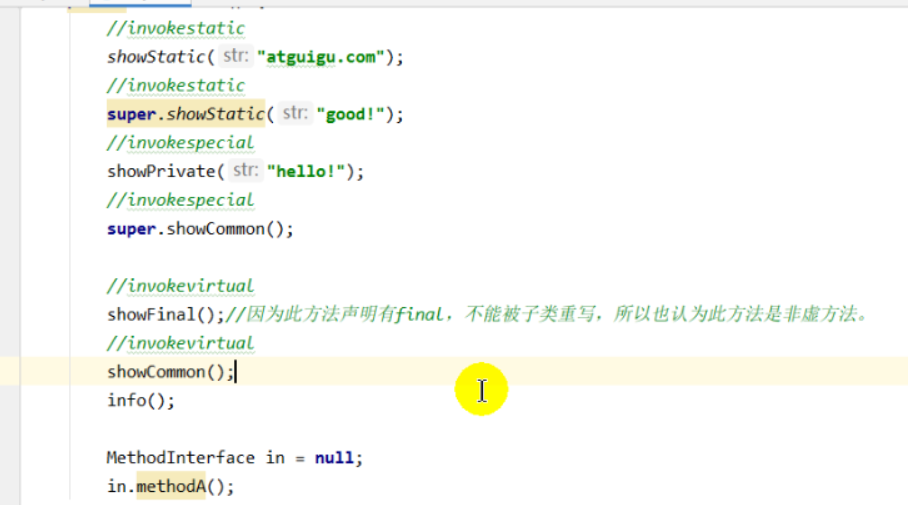 //invokestatic
showStatic( str: "atguigu.com");
//invokestatic
super.showStatic( str: "good!");
//invokespecial
showPrivate( str: "hello!");
//invokespecial
super.showCommon();
//invokevirtual
showFinal();//因为此方法声明有final，不能被子类重写，所以也认为此方法是非虚方法。
//invokevirtual
showCommon();
info();
MethodInterface in = null;
in.methodA();